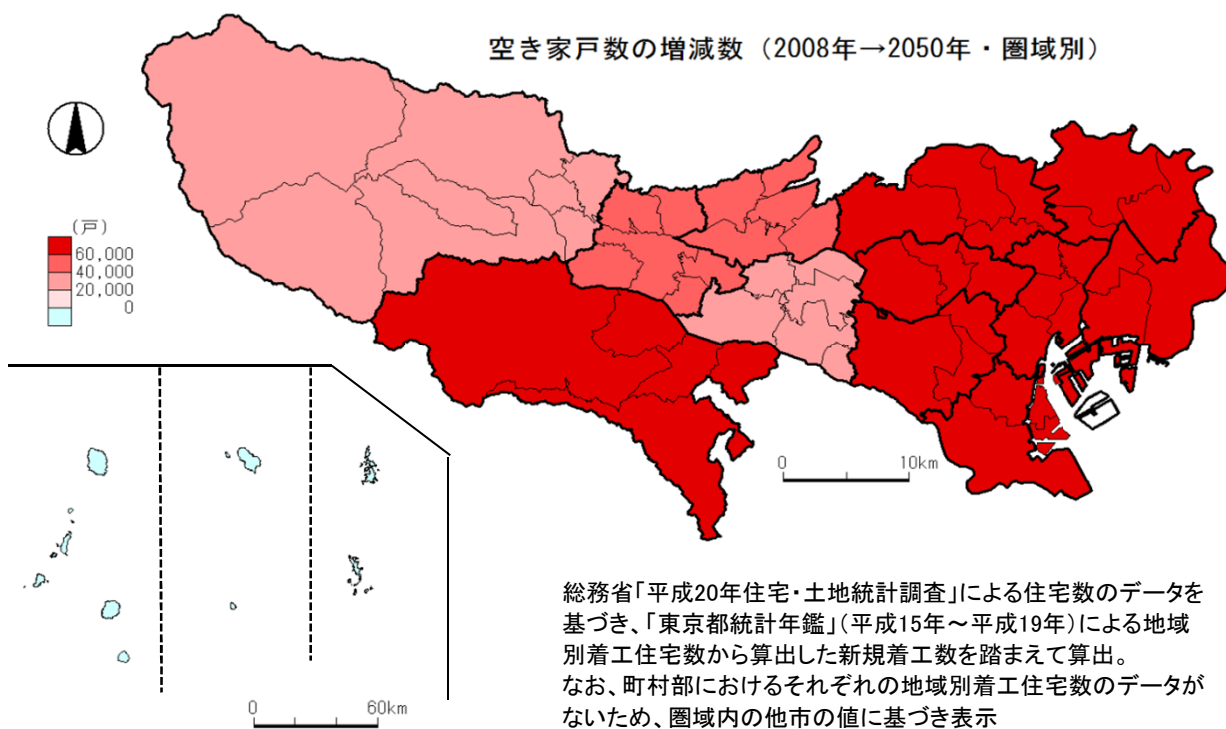 空き家戸数の増減数（2008年→2050年・圏域別）
（戸）
60,000
40,000
20,000
0
0 10km
0 60km
総務省「平成20年住宅・土地統計調査」による住宅数のデータを
基づき、「東京都統計年鑑」（平成15年～平成19年）による地域
別着工住宅数から算出した新規着工数を踏まえて算出。
なお、町村部におけるそれぞれの地域別着工住宅数のデータが
ないため、圏域内の他市の値に基づき表示